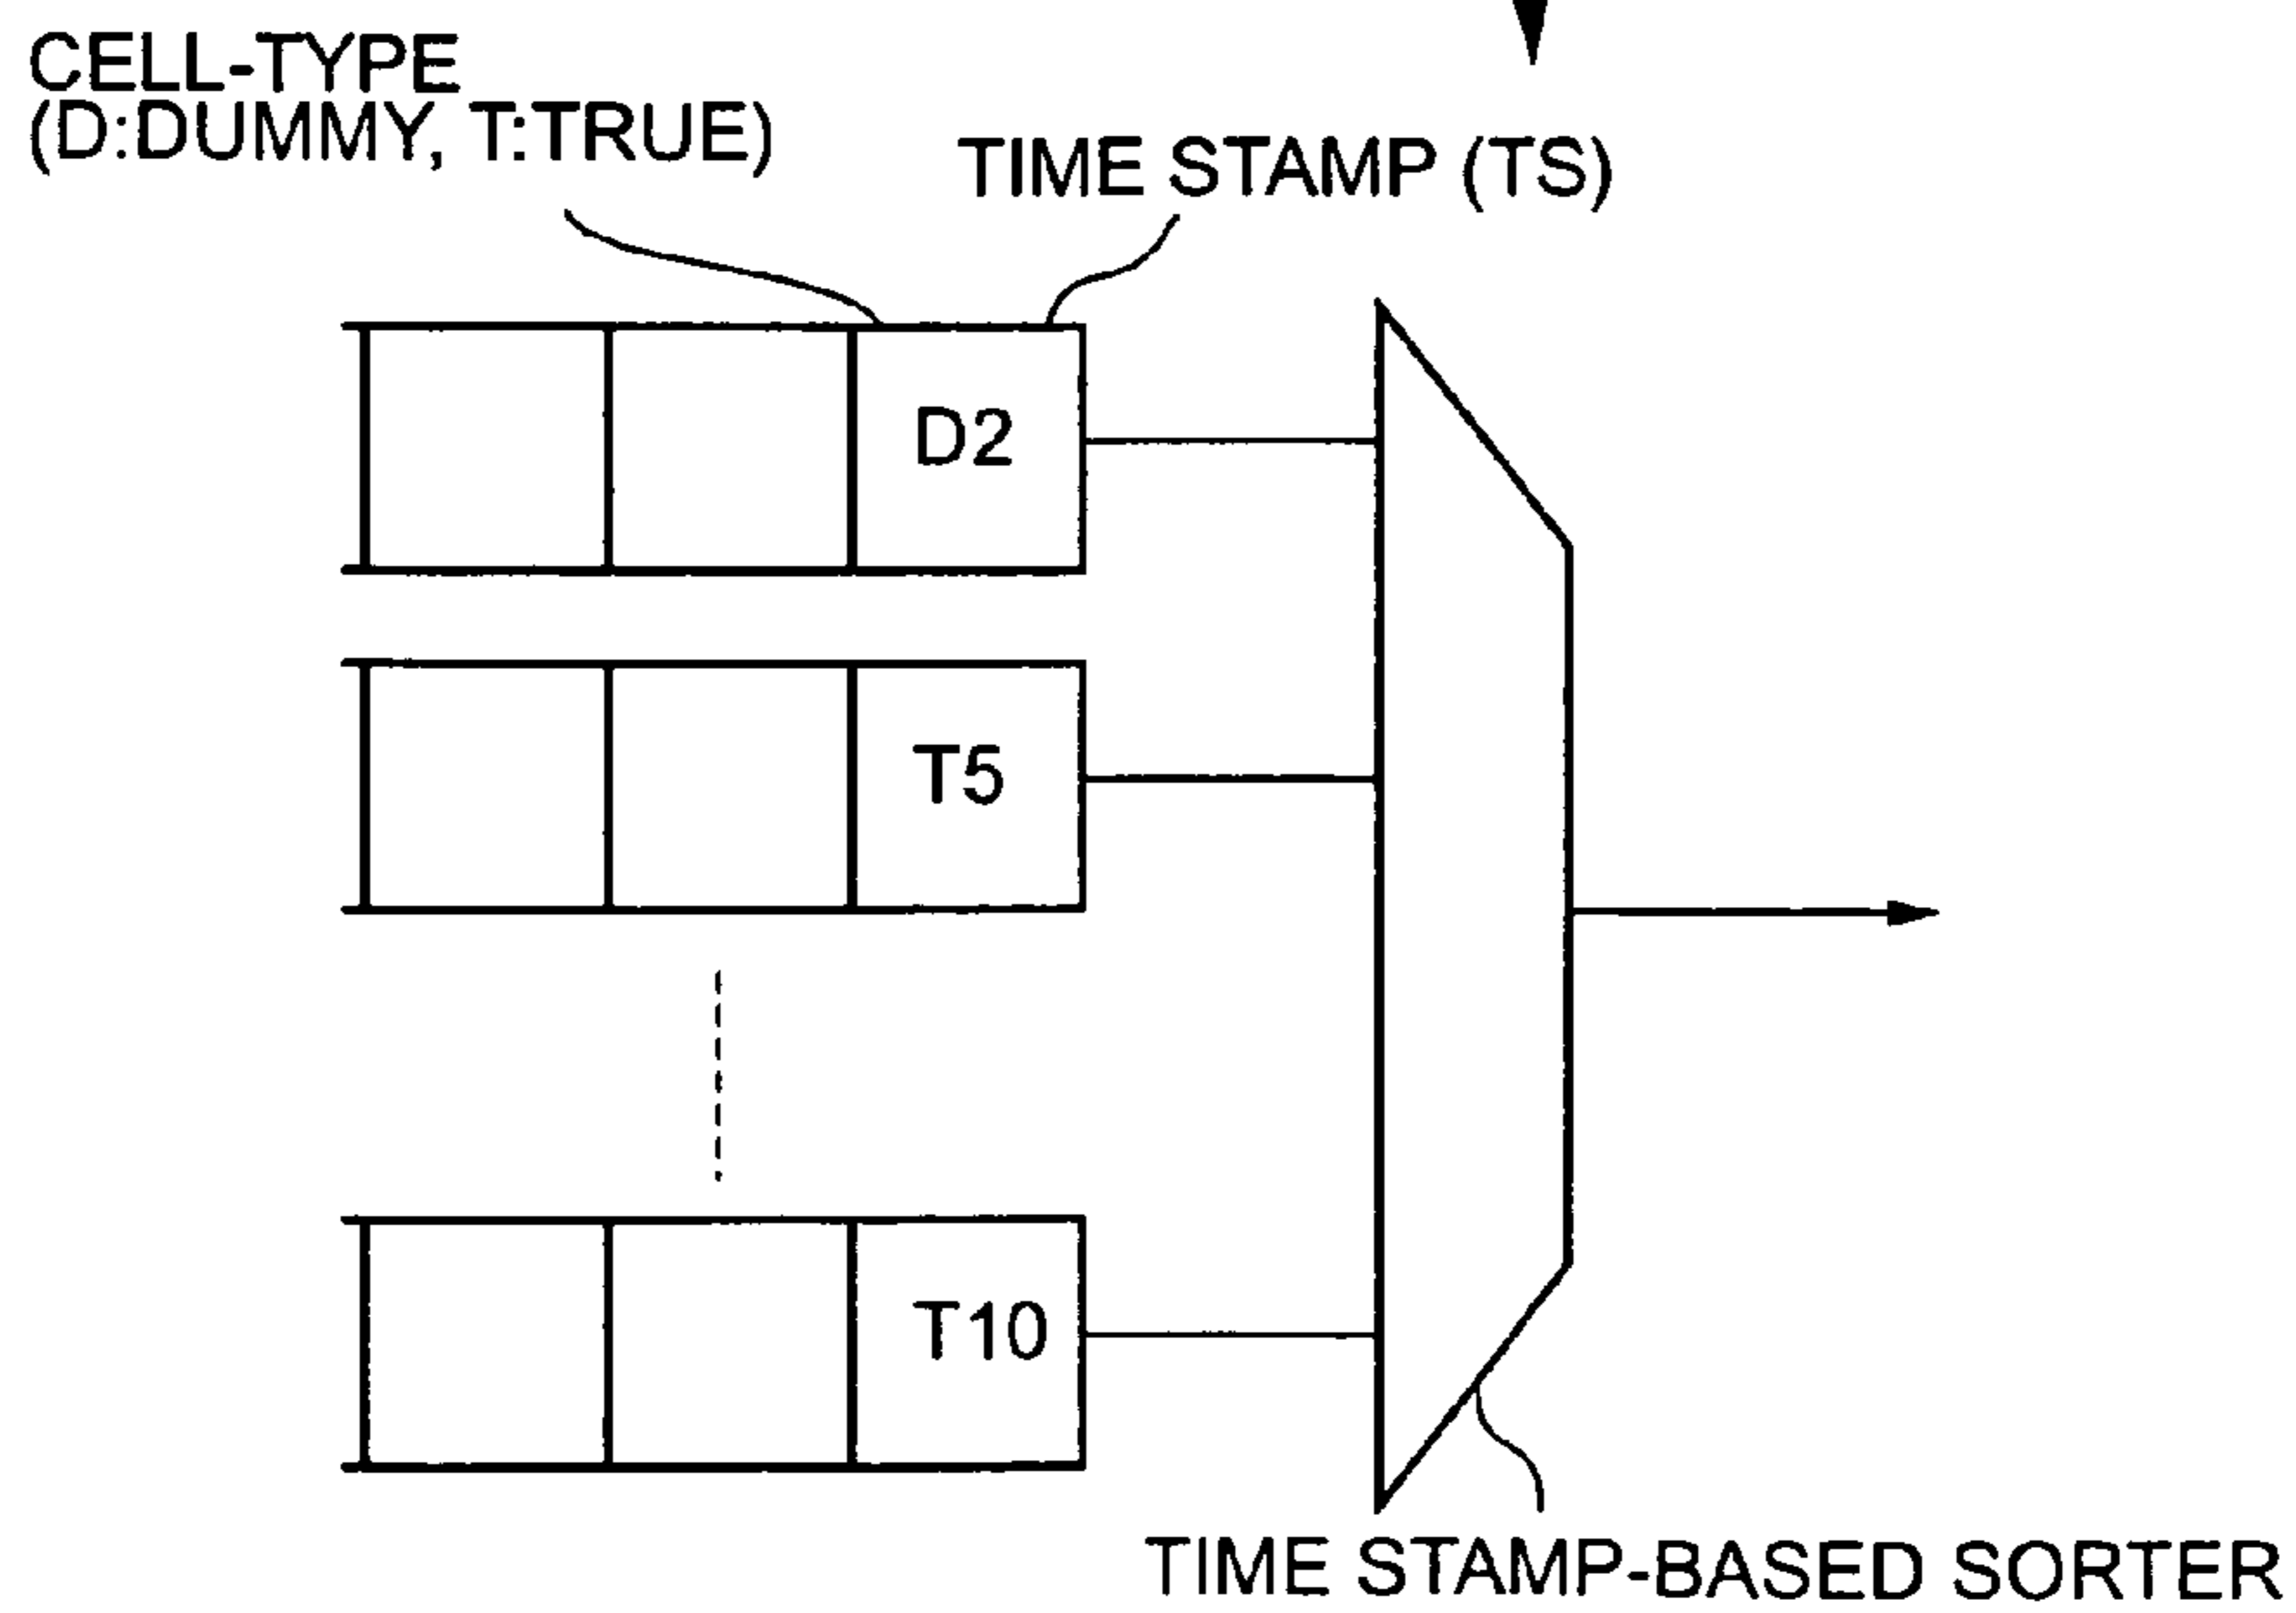 CELL-TYPE
(D:DUMMY, T:TRUE)
TIME STAMP (TS)
D2
T5
T10
TIME STAMP-BASED SORTER